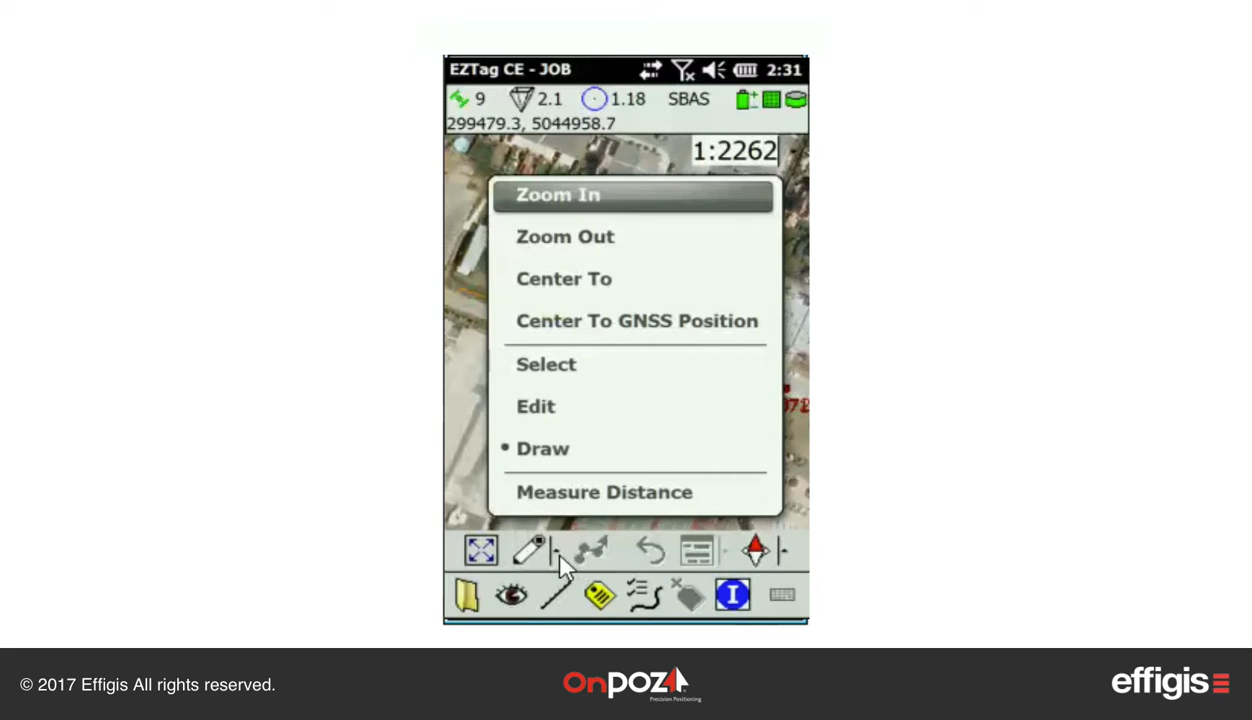 EZTag CE - JOB 2:31
9 2.1 1.18 SBAS
299479.3, 5044958.7
1:2262
Zoom In
Zoom Out
Center To
Center To GNSS Position
Select
Edit
• Draw
Measure Distance
I
© 2017 Effigis All rights reserved.
onpoz
Precision Positioning
effigis